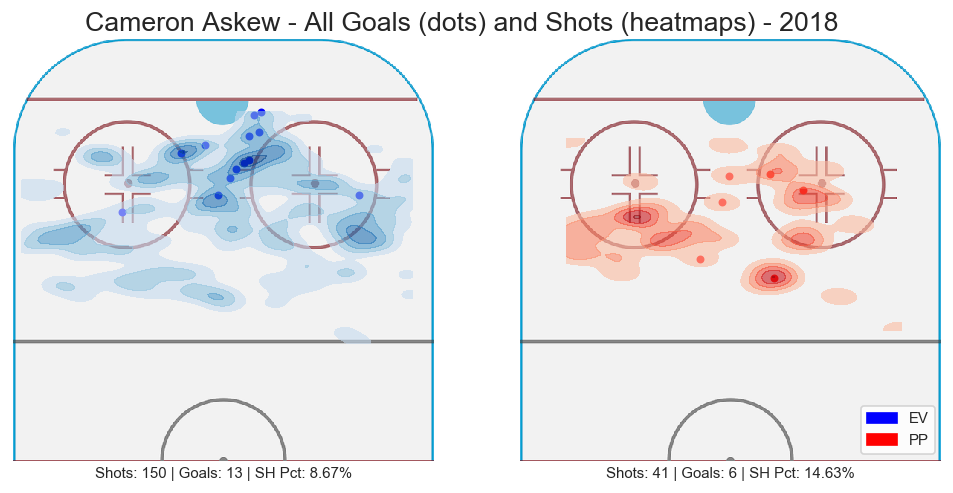 Cameron Askew - All Goals (dots) and Shots (heatmaps) - 2018
EV
PP
Shots: 150 | Goals: 13 | SH Pct: 8.67%
Shots: 41 | Goals: 6 | SH Pct: 14.63%